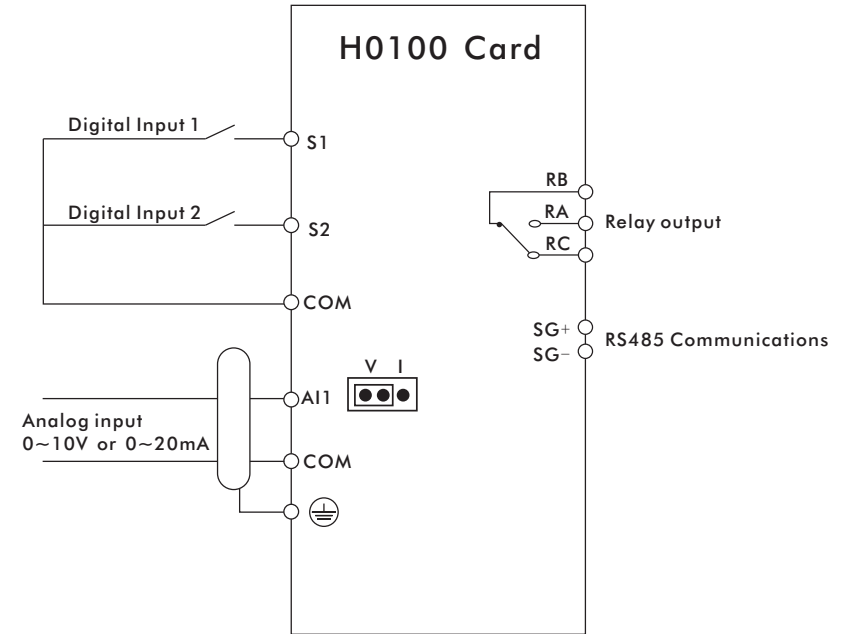 H0100 Card
Digital Input 1
S1
Digital Input 2
S2
COM
RB
RA
Relay output
RC
SG+
SG−
RS485 Communications
V I
AI1
Analog input
0~10V or 0~20mA
COM